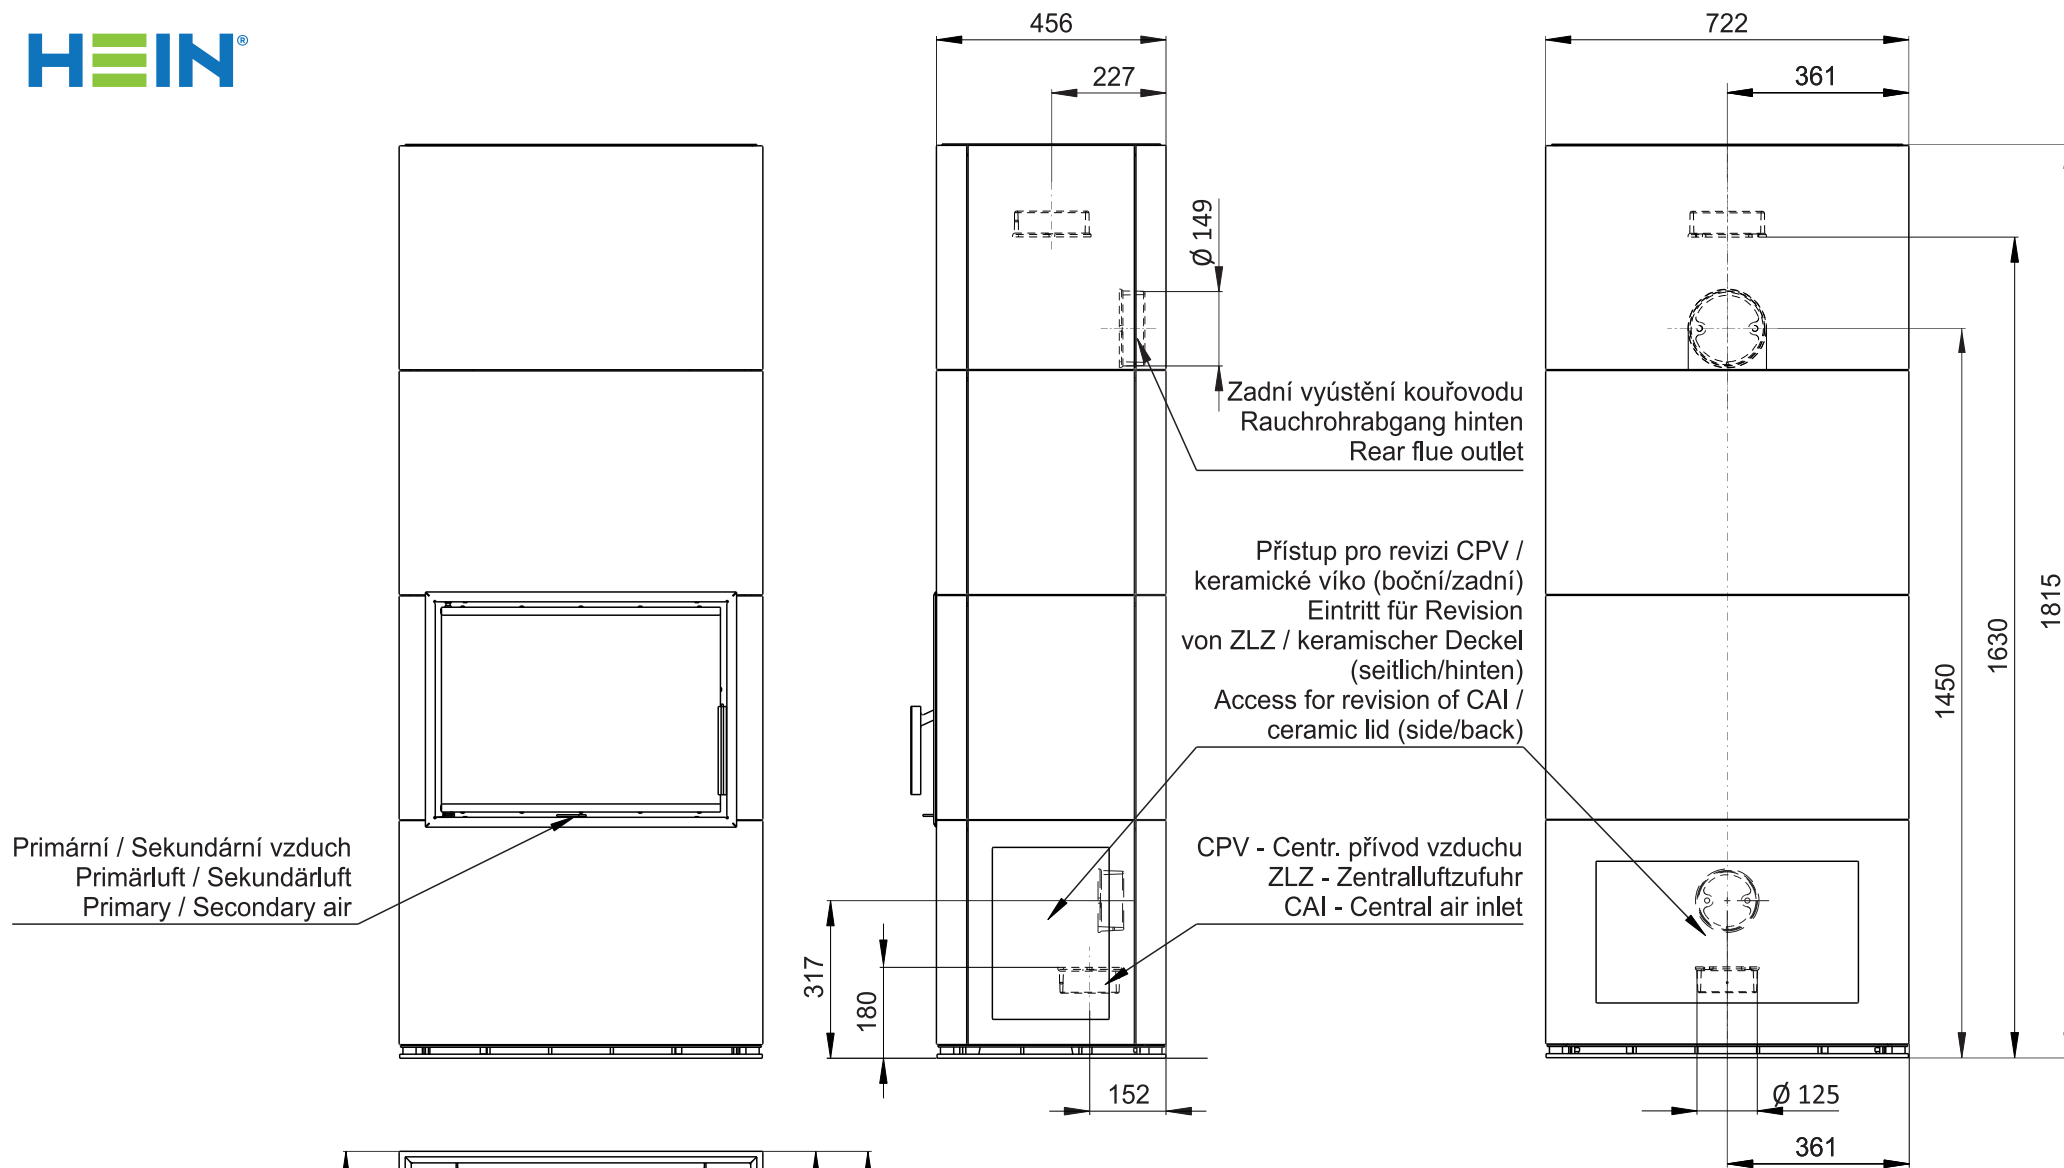 HEIN®
456
722
227
361
Ø 149
Zadní vyústění kouřovodu
Rauchrohrabgang hinten
Rear flue outlet
Přístup pro revizi CPV /
keramické víko (boční/zadní)
Eintritt für Revision
von ZLZ / keramischer Deckel
(seitlich/hinten)
Access for revision of CAI /
ceramic lid (side/back)
1815
1630
1450
Primární / Sekundární vzduch
Primärluft / Sekundärluft
Primary / Secondary air
CPV - Centr. přívod vzduchu
ZLZ - Zentralluftzufuhr
CAI - Central air inlet
317
180
152
Ø 125
361